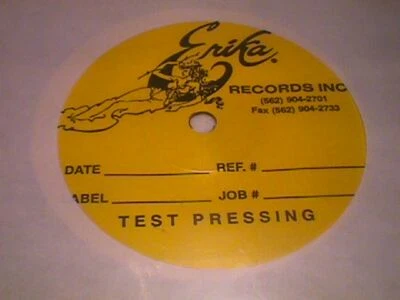 Erika
RECORDS INC
(562) 904-2701
Fax (562) 904-2733
DATE REF. #
ABEL JOB #
TEST PRESSING